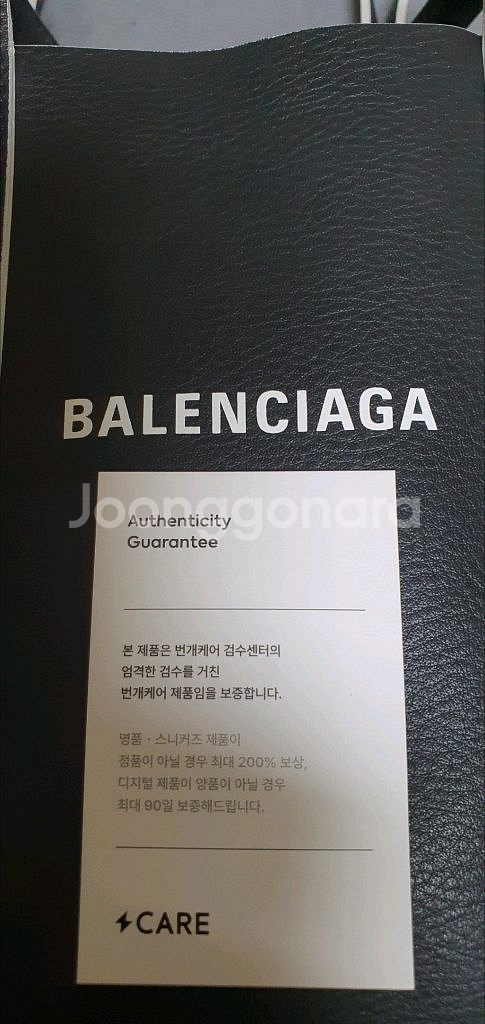 BALENCIAGA
Joonggonara
Authenticity
Guarantee
본 제품은 번개케어 검수센터의
엄격한 검수를 거친
번개케어 제품임을 보증합니다.
명품・스니커즈 제품이
정품이 아닐 경우 최대 200% 보상,
디지털 제품이 양품이 아닐 경우
최대 90일 보증해드립니다.
CARE